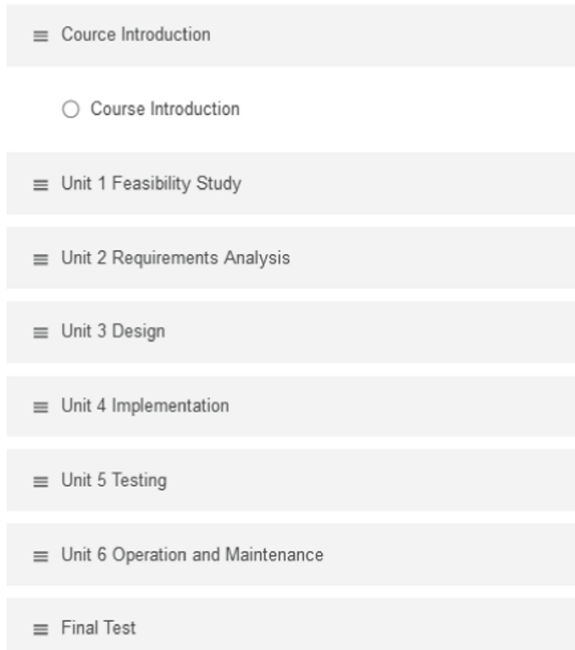 Cource Introduction
Course Introduction
Unit 1 Feasibility Study
Unit 2 Requirements Analysis
Unit 3 Design
Unit 4 Implementation
Unit 5 Testing
Unit 6 Operation and Maintenance
Final Test